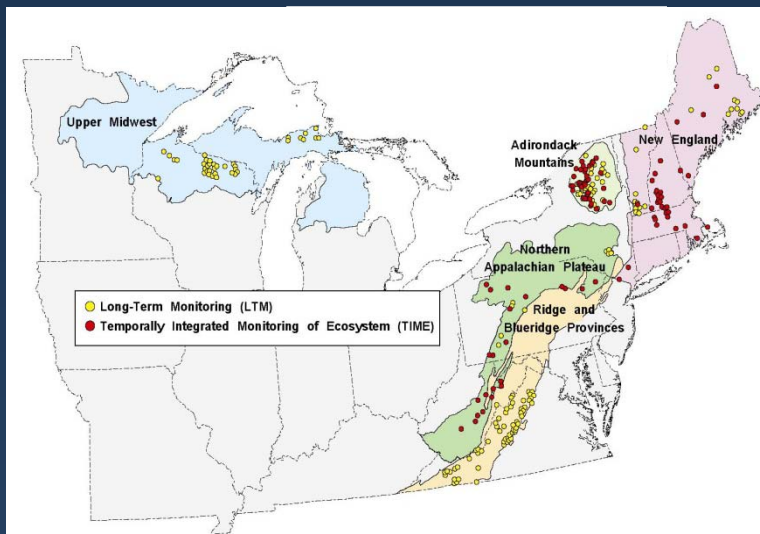 Upper Midwest
Adirondack
Mountains
New England
Northern
Appalachian Plateau
Ridge and
Blueridge Provinces
Long-Term Monitoring (LTM)
Temporally Integrated Monitoring of Ecosystem (TIME)